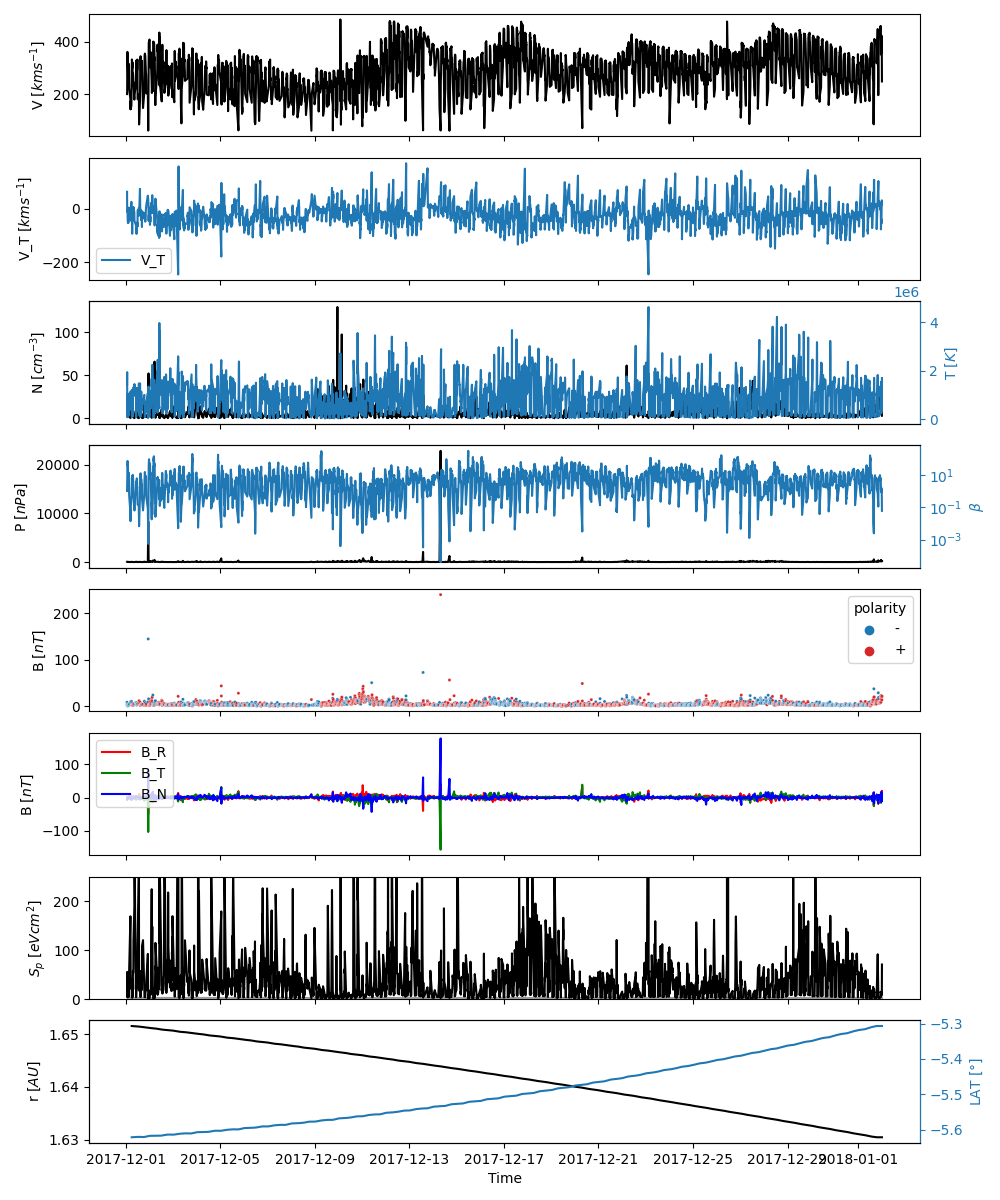 400
200
V [kms⁻¹]
0
−200
V_T [kms⁻¹]
V_T
1e6
100
50
0
N [cm⁻³]
4
2
0
T [K]
20000
10000
0
P [nPa]
10¹
10⁻¹
10⁻³
β
200
100
0
B [nT]
polarity
-
+
100
0
−100
B [nT]
B_R
B_T
B_N
200
100
0
Sₚ [eVcm²]
1.65
1.64
1.63
r [AU]
−5.3
−5.4
−5.5
−5.6
LAT [°]
2017-12-01 2017-12-05 2017-12-09 2017-12-13 2017-12-17 2017-12-21 2017-12-25 2017-12-29 2018-01-01
Time